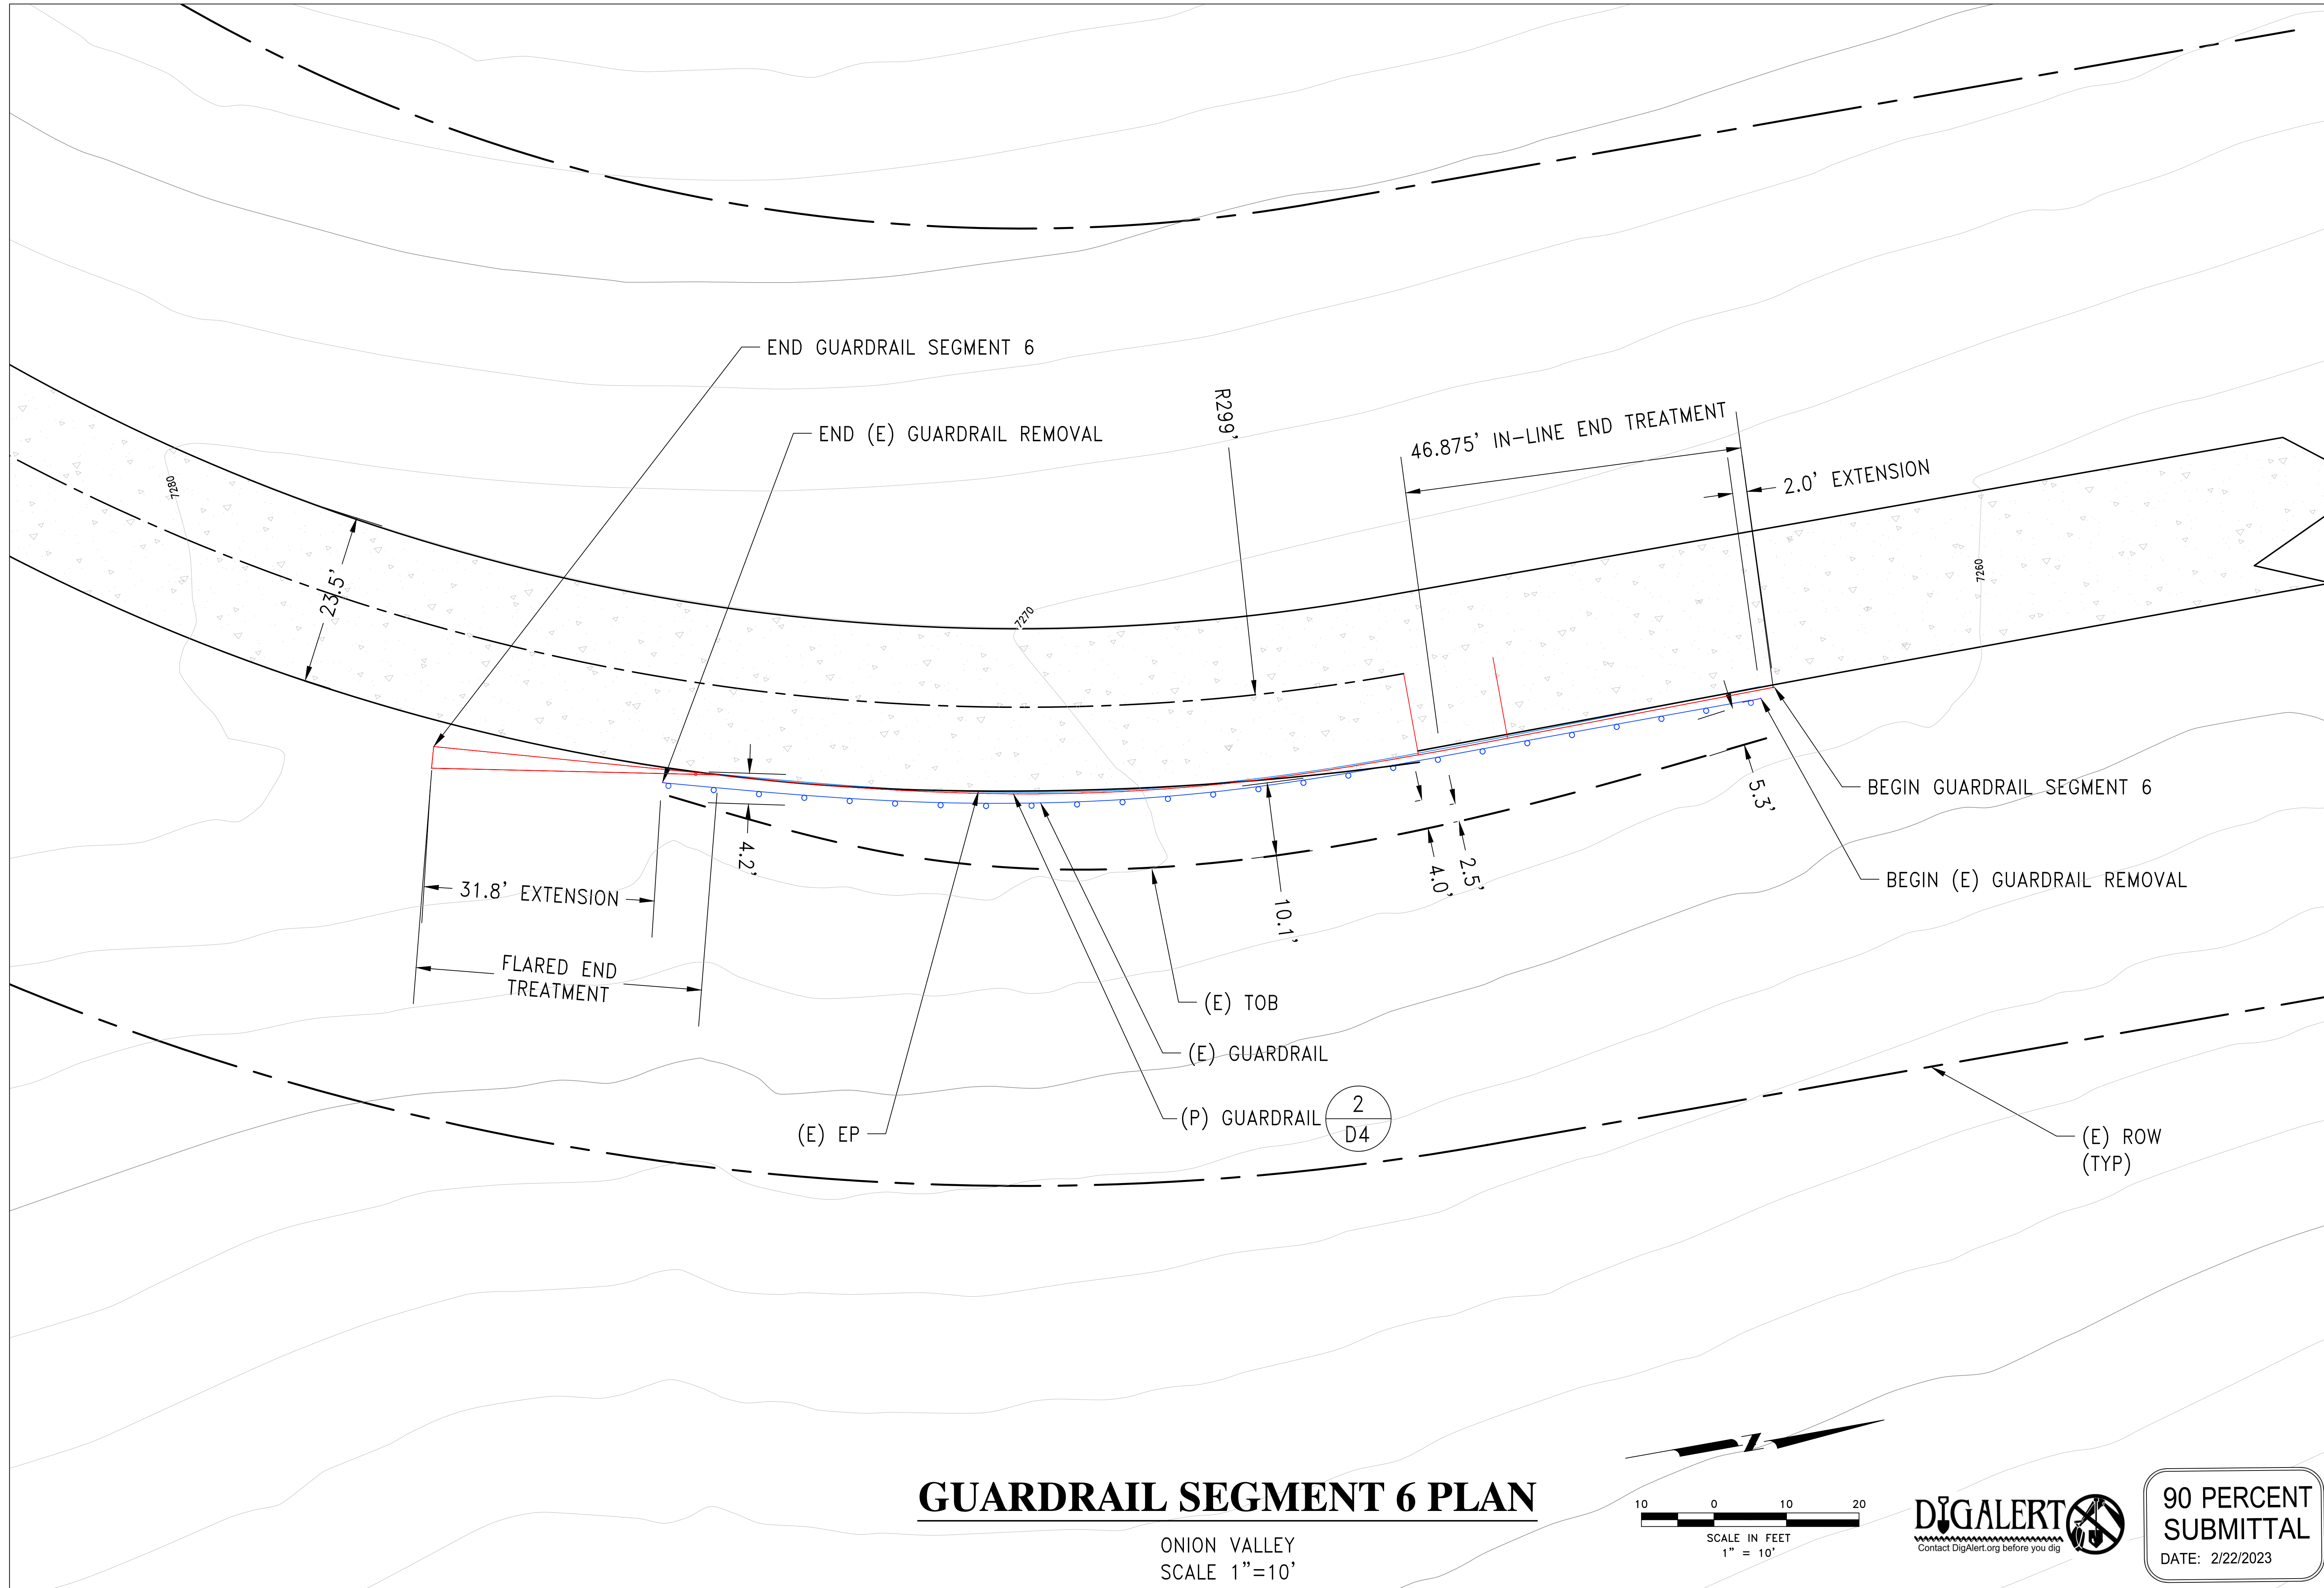 END GUARDRAIL SEGMENT 6
END (E) GUARDRAIL REMOVAL
R299'
46.875' IN-LINE END TREATMENT
2.0' EXTENSION
7280
23.5'
7270
7260
BEGIN GUARDRAIL SEGMENT 6
5.3'
4.2'
2.5'
4.0'
BEGIN (E) GUARDRAIL REMOVAL
31.8' EXTENSION
10.1'
FLARED END
TREATMENT
(E) TOB
(E) GUARDRAIL
(P) GUARDRAIL
2
D4
(E) EP
(E) ROW
(TYP)
GUARDRAIL SEGMENT 6 PLAN
ONION VALLEY
SCALE 1"=10'
Z
10 0 10 20
SCALE IN FEET
1" = 10'
DIGALERT
Contact DigAlert.org before you dig
90 PERCENT
SUBMITTAL
DATE: 2/22/2023